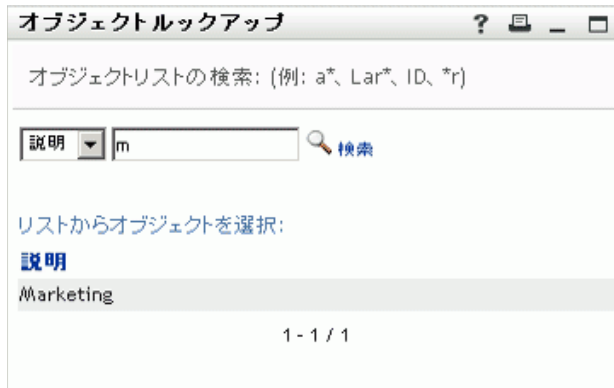 オブジェクトルックアップ ?
オブジェクトリストの検索: (例: a*、Lar*、ID、*r)
説明 m 検索
リストからオブジェクトを選択:
説明
Marketing
1 - 1 / 1